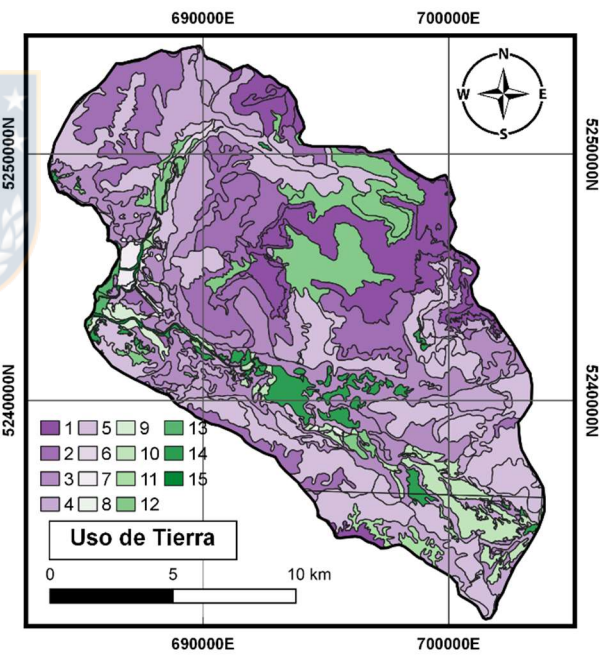 690000E 700000E
N
W E
S
5250000N 5250000N
5240000N 5240000N
1 5 9 13
2 6 10 14
3 7 11 15
4 8 12
Uso de Tierra
0 5 10 km
690000E 700000E